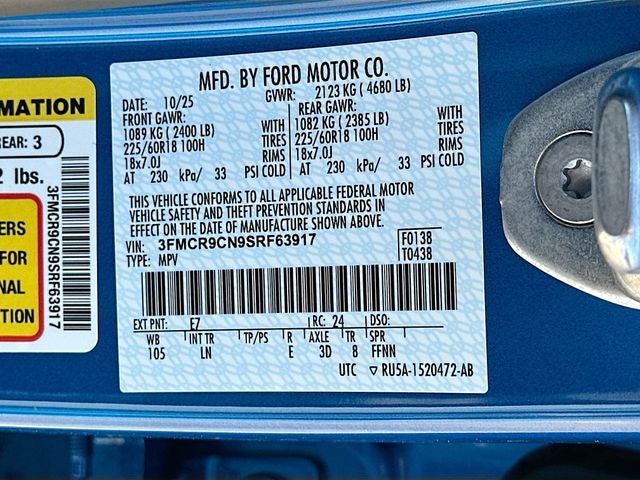 MFD. BY FORD MOTOR CO.
DATE: 10/25 GVWR: 2123 KG ( 4680 LB)
FRONT GAWR: REAR GAWR:
1089 KG ( 2400 LB) WITH 1082 KG ( 2385 LB) WITH
225/60R18 100H TIRES 225/60R18 100H TIRES
18x7.0J RIMS 18x7.0J RIMS
AT 230 kPa/ 33 PSI COLD AT 230 kPa/ 33 PSI COLD
THIS VEHICLE CONFORMS TO ALL APPLICABLE FEDERAL MOTOR
VEHICLE SAFETY AND THEFT PREVENTION STANDARDS IN
EFFECT ON THE DATE OF MANUFACTURE SHOWN ABOVE.
VIN: 3FMCR9CN9SRF63917 F0138
TYPE: MPV T0438
EXT PNT: E7 RC: 24 DSO:
WB INT TR TP/PS R AXLE TR SPR
105 LN E 3D 8 FFNN
UTC ▽ RU5A-1520472-AB
RMATION
REAR: 3
2 lbs.
ERS
FOR
NAL
TION
3FMCR9CN9SRF63917